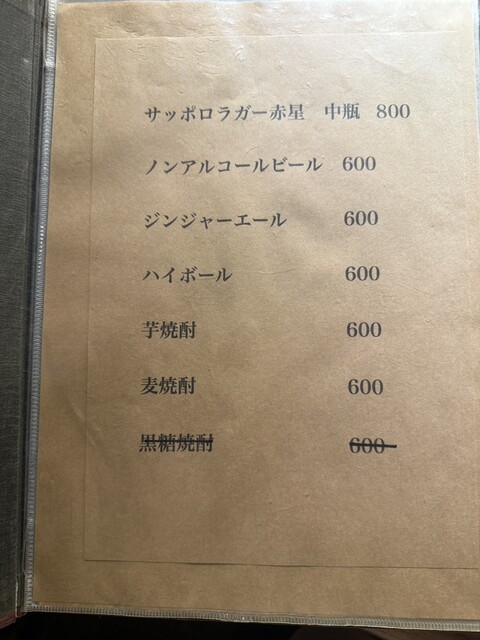 サッポロラガー赤星 中瓶 800
ノンアルコールビール 600
ジンジャーエール 600
ハイボール 600
芋焼酎 600
麦焼酎 600
黒糖焼酎 600